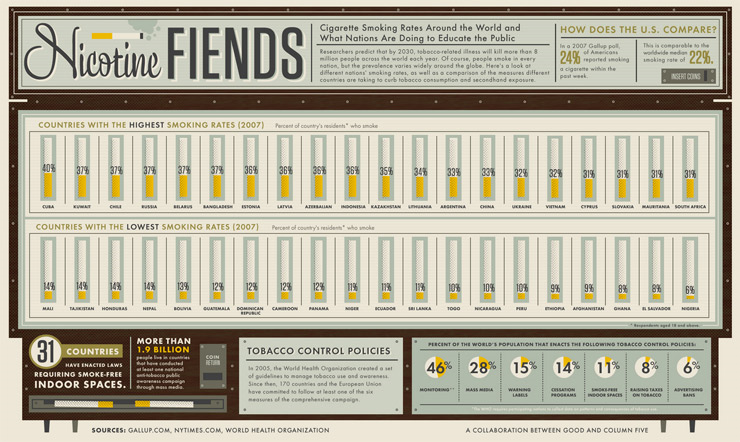 Nicotine FIENDS
Cigarette Smoking Rates Around the World and
What Nations Are Doing to Educate the Public
Researchers predict that by 2030, tobacco-related illness will kill more than 8
million people across the world each year. Of course, people smoke in every
nation, but the prevalence varies widely around the globe. Here's a look at
different nations' smoking rates, as well as a comparison of the measures different
countries are taking to curb tobacco consumption and secondhand exposure.
HOW DOES THE U.S. COMPARE?
In a 2007 Gallup poll,
24% of Americans
reported smoking
a cigarette within the
past week.
This is comparable to the
worldwide median
smoking rate of 22%.
INSERT COINS
COUNTRIES WITH THE HIGHEST SMOKING RATES (2007)
Percent of country's residents* who smoke
40% 37% 37% 37% 37% 37% 36% 36% 36% 36% 35% 34% 33% 33% 32% 32% 31% 31% 31% 31%
CUBA KUWAIT CHILE RUSSIA BELARUS BANGLADESH ESTONIA LATVIA AZERBAIJAN INDONESIA KAZAKHSTAN LITHUANIA ARGENTINA CHINA UKRAINE VIETNAM CYPRUS SLOVAKIA MAURITANIA SOUTH AFRICA
COUNTRIES WITH THE LOWEST SMOKING RATES (2007)
Percent of country's residents* who smoke
14% 14% 14% 14% 13% 12% 12% 12% 12% 11% 11% 11% 10% 10% 10% 9% 9% 8% 8% 6%
MALI TAJIKISTAN HONDURAS NEPAL BOLIVIA GUATEMALA DOMINICAN REPUBLIC CAMEROON PANAMA NIGER ECUADOR SRI LANKA TOGO NICARAGUA PERU ETHIOPIA AFGHANISTAN GHANA EL SALVADOR NIGERIA
* Respondents aged 18 and above.
31 COUNTRIES
HAVE ENACTED LAWS
REQUIRING SMOKE-FREE
INDOOR SPACES.
MORE THAN
1.9 BILLION
people live in countries
that have conducted
at least one national
anti-tobacco public
awareness campaign
through mass media.
COIN
RETURN
TOBACCO CONTROL POLICIES
In 2005, the World Health Organization created a set
of guidelines to manage tobacco use and awareness.
Since then, 170 countries and the European Union
have committed to follow at least one of the six
measures of the comprehensive campaign.
PERCENT OF THE WORLD'S POPULATION THAT ENACTS THE FOLLOWING TOBACCO CONTROL POLICIES:
46% 28% 15% 14% 11% 8% 6%
MONITORING** MASS MEDIA WARNING LABELS CESSATION PROGRAMS SMOKE-FREE INDOOR SPACES RAISING TAXES ON TOBACCO ADVERTISING BANS
SOURCES: GALLUP.COM, NYTIMES.COM, WORLD HEALTH ORGANIZATION
A COLLABORATION BETWEEN GOOD AND COLUMN FIVE